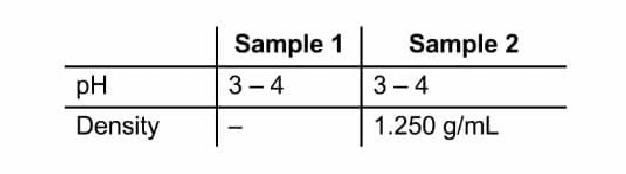 Sample 1 Sample 2
pH 3 – 4 3 – 4
Density – 1.250 g/mL